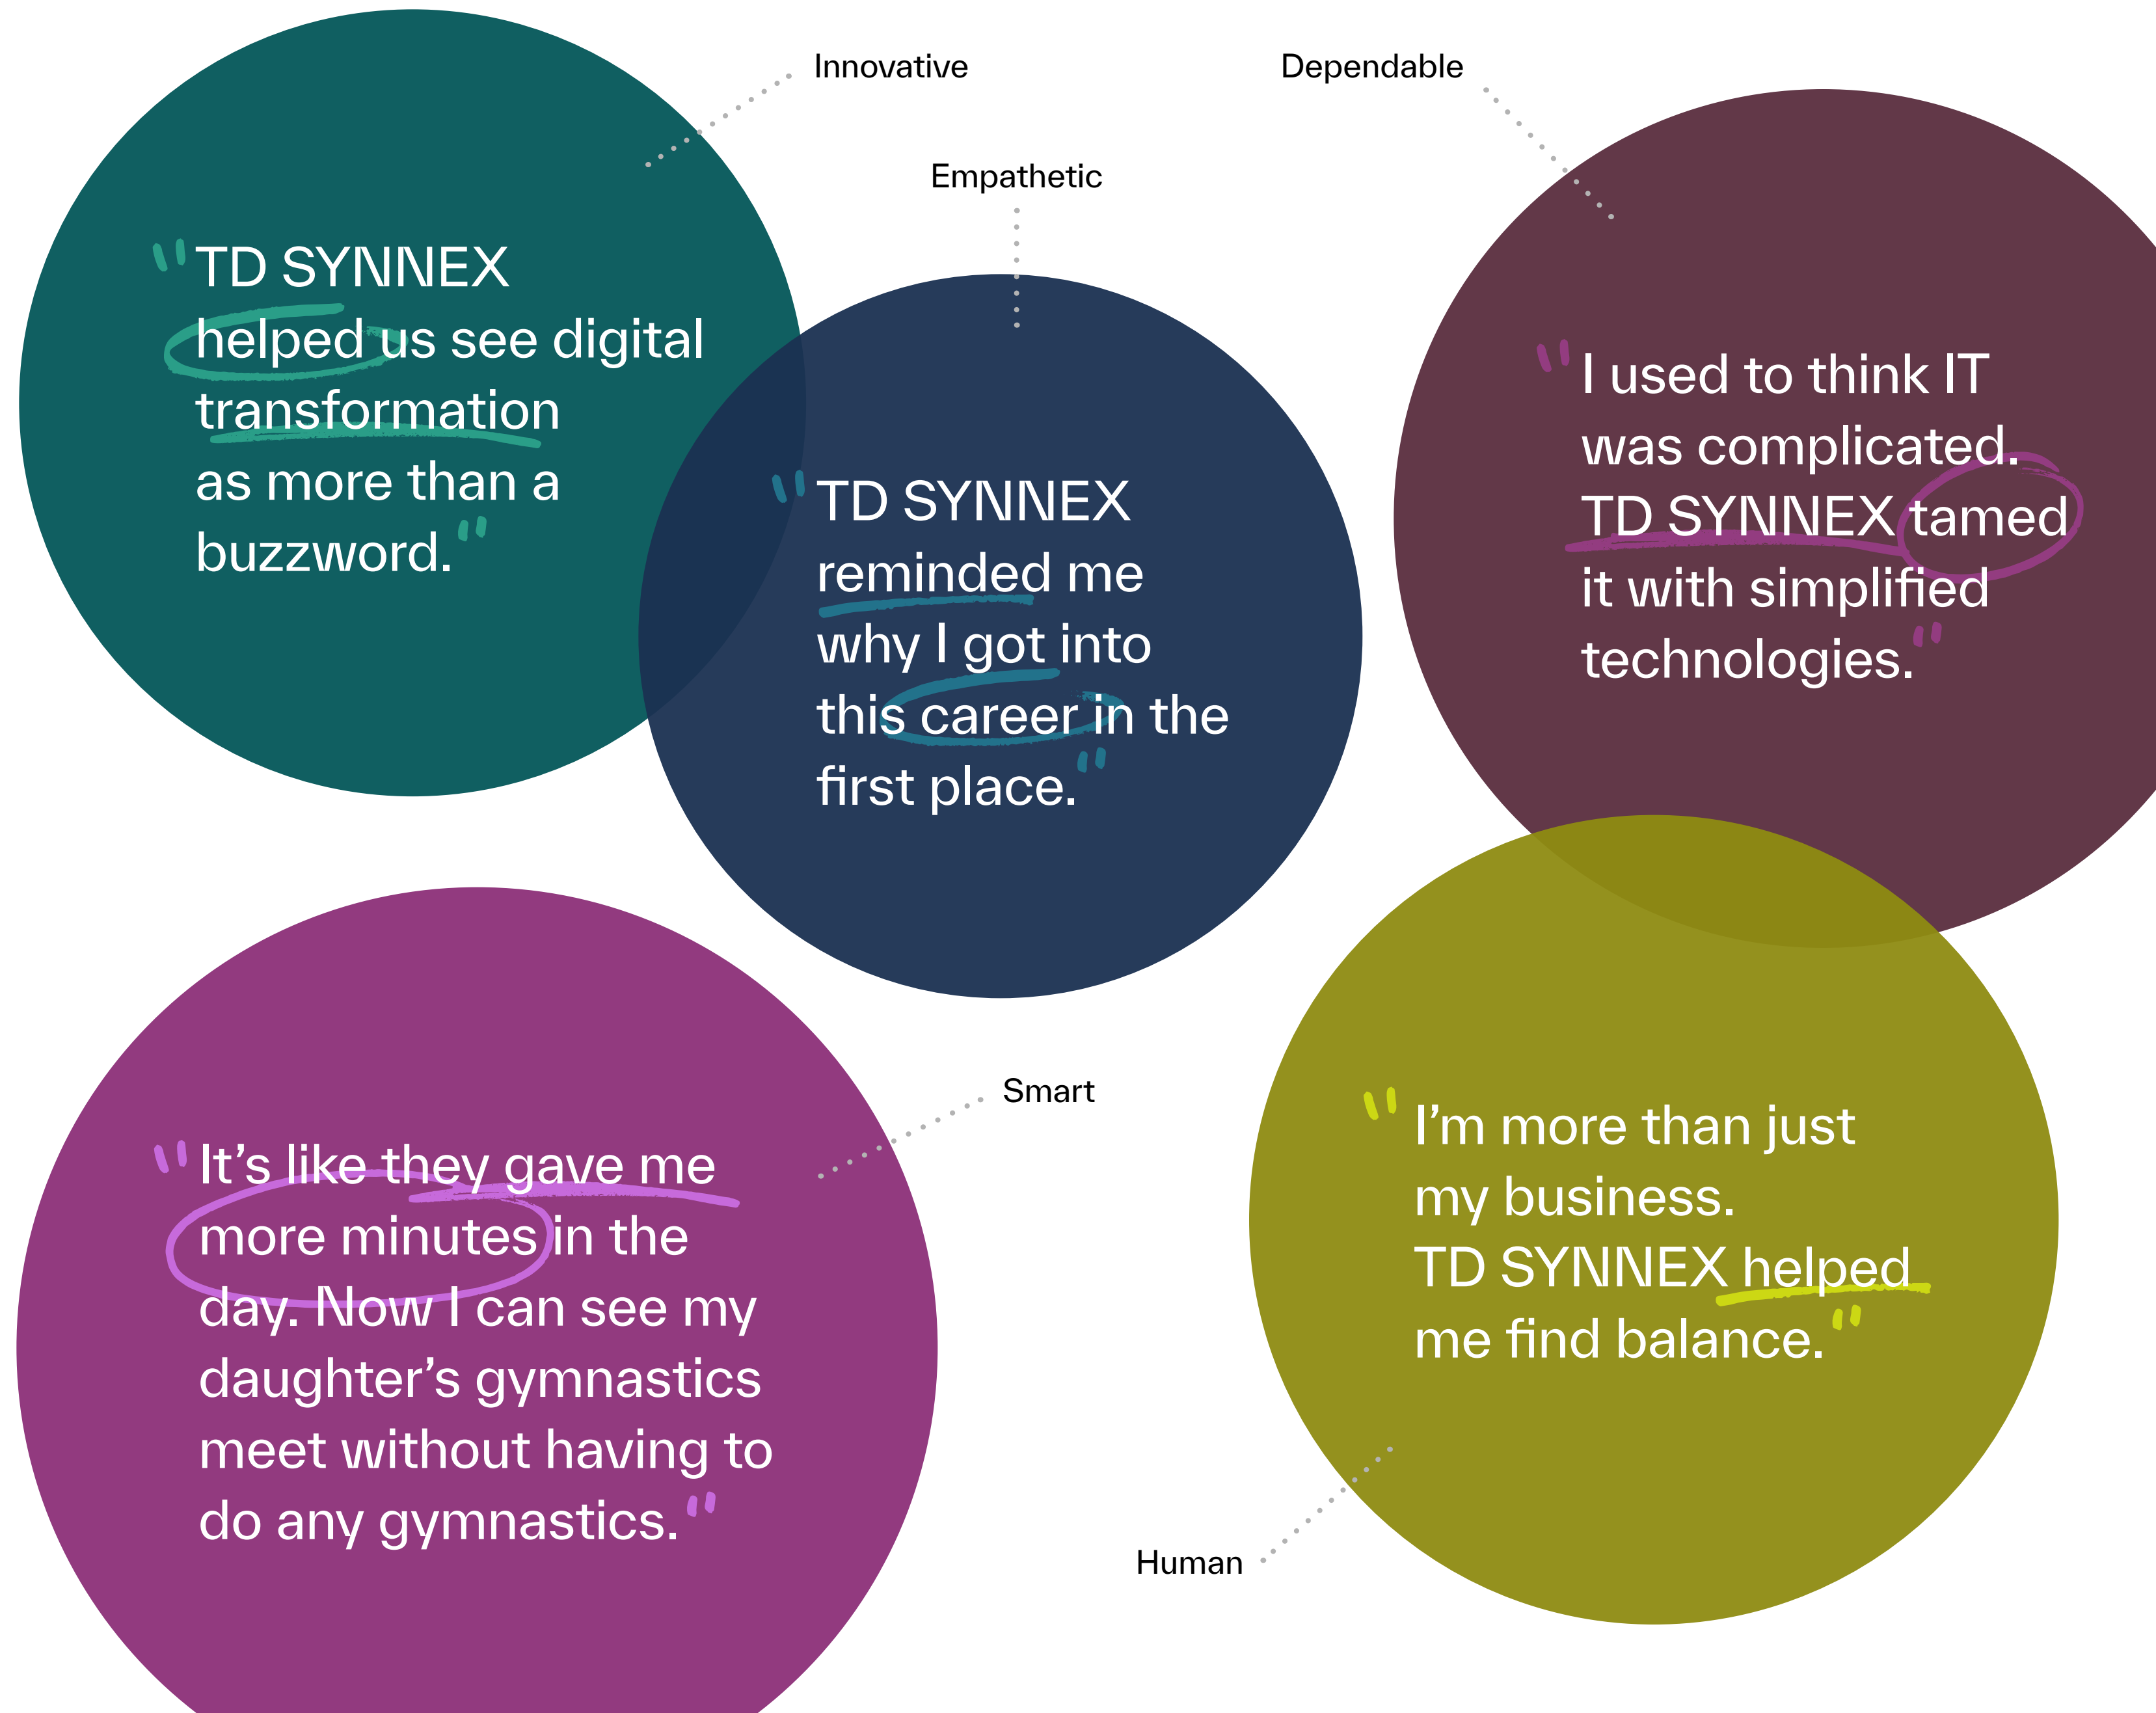 Innovative
"TD SYNNEX
helped us see digital
transformation
as more than a
buzzword."
Empathetic
"TD SYNNEX
reminded me
why I got into
this career in the
first place."
Dependable
"I used to think IT
was complicated.
TD SYNNEX tamed
it with simplified
technologies."
Smart
"It’s like they gave me
more minutes in the
day. Now I can see my
daughter’s gymnastics
meet without having to
do any gymnastics."
"I’m more than just
my business.
TD SYNNEX helped
me find balance."
Human